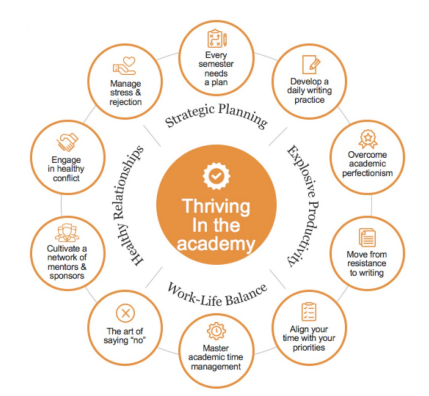 Every
semester
needs
a plan
Manage
stress &
rejection
Develop a
daily writing
practice
Strategic Planning
Engage
in healthy
conflict
Overcome
academic
perfectionism
Healthy Relationships
Thriving
In the
academy
Explosive Productivity
Cultivate a
network of
mentors &
sponsors
Move from
resistance
to writing
Work-Life Balance
The art of
saying “no”
Master
academic time
management
Align your
time with your
priorities